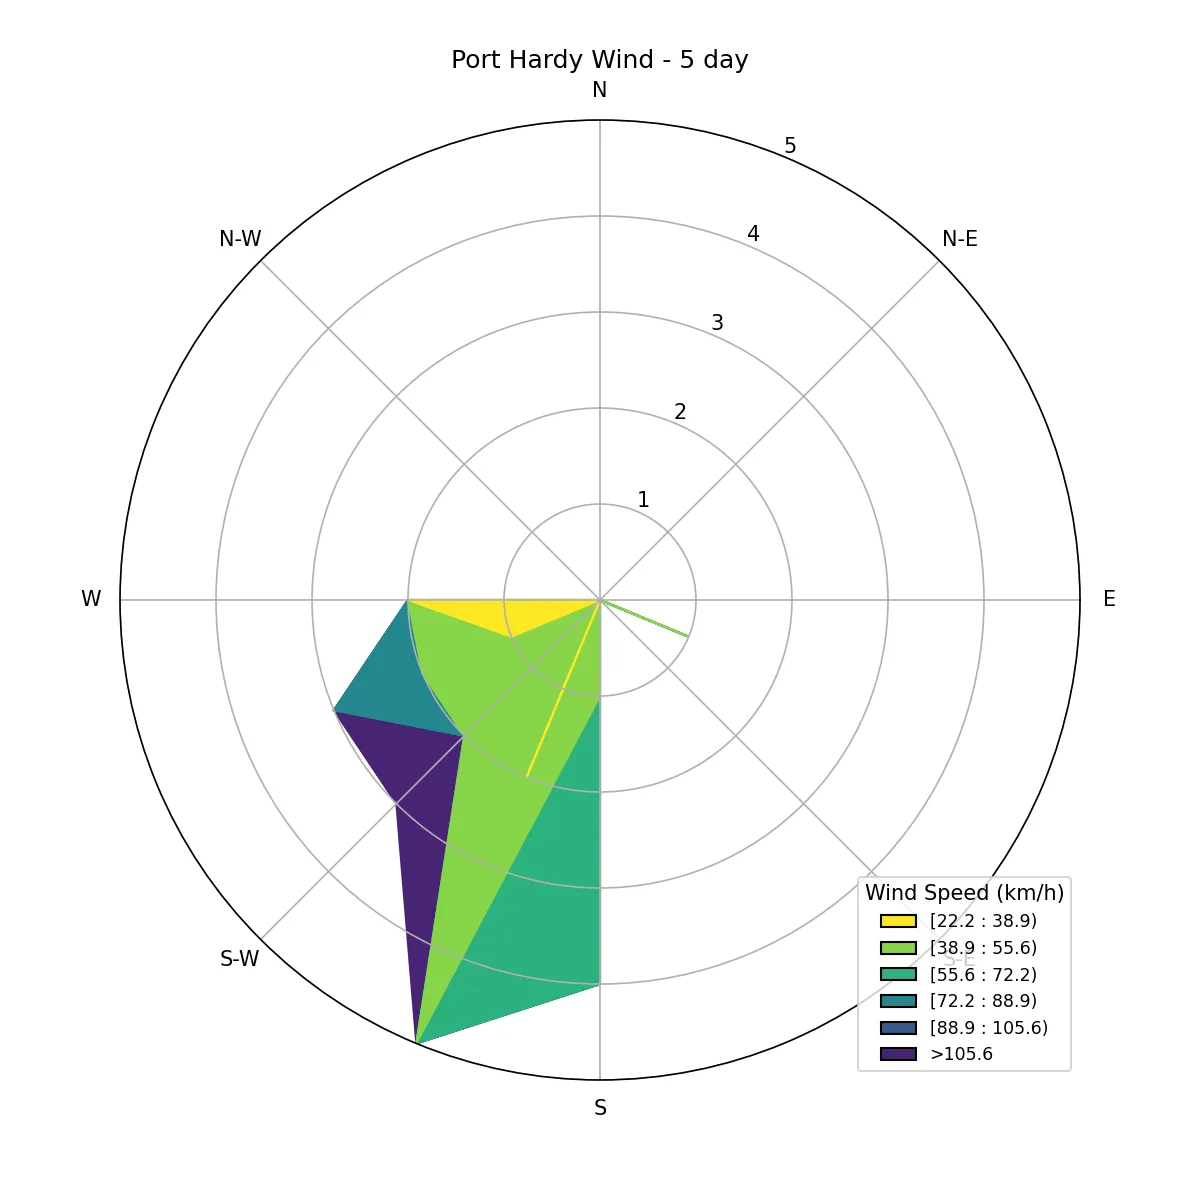 Port Hardy Wind - 5 day
N
5
N-W
N-E
4
3
2
1
W
E
S-W
S-E
S
Wind Speed (km/h)
[22.2 : 38.9)
[38.9 : 55.6)
[55.6 : 72.2)
[72.2 : 88.9)
[88.9 : 105.6)
>105.6